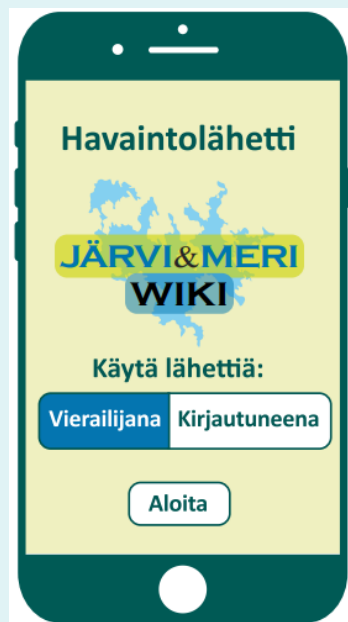 Havaintolähetti
JÄRVI&MERI
WIKI
Käytä lähettiä:
Vierailijana Kirjautuneena
Aloita